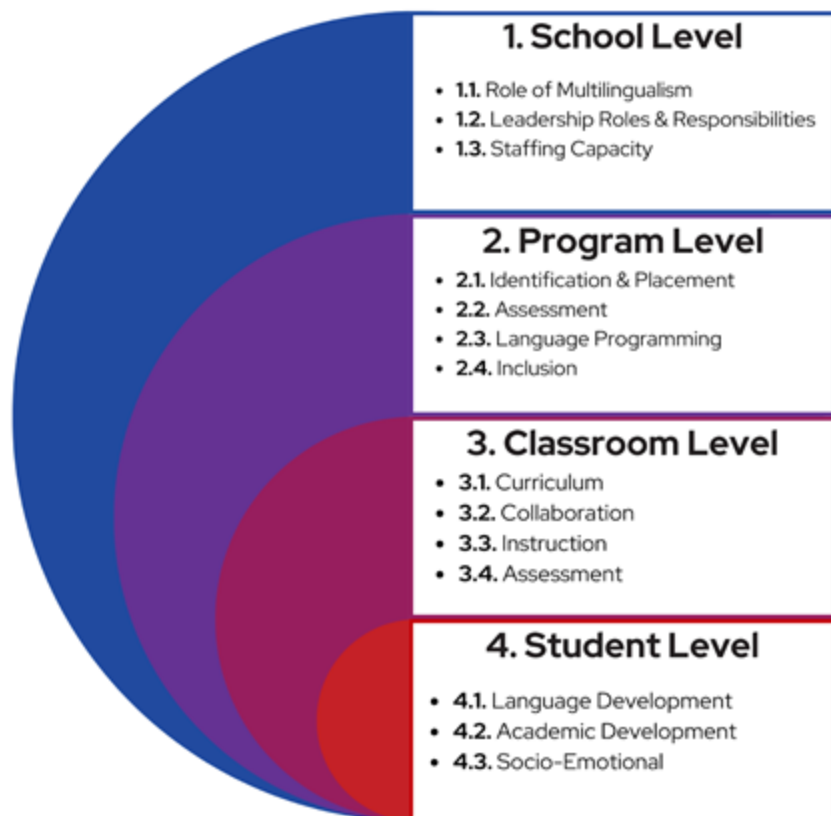 1. School Level
• 1.1. Role of Multilingualism
• 1.2. Leadership Roles & Responsibilities
• 1.3. Staffing Capacity
2. Program Level
• 2.1. Identification & Placement
• 2.2. Assessment
• 2.3. Language Programming
• 2.4. Inclusion
3. Classroom Level
• 3.1. Curriculum
• 3.2. Collaboration
• 3.3. Instruction
• 3.4. Assessment
4. Student Level
• 4.1. Language Development
• 4.2. Academic Development
• 4.3. Socio-Emotional